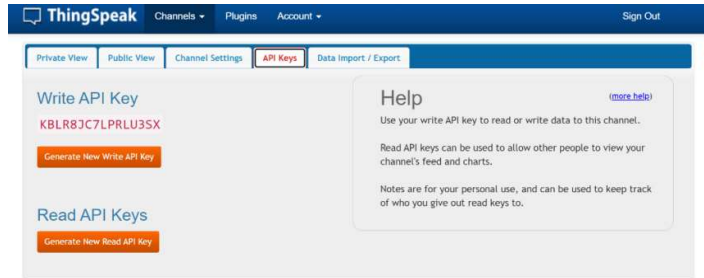 ThingSpeak Channels Plugins Account Sign Out
Private View Public View Channel Settings API Keys Data Import / Export
Write API Key
KBLR8JC7LPRLU3SX
Generate New Write API Key
Read API Keys
Generate New Read API Key
Help
(more help)
Use your write API key to read or write data to this channel.
Read API keys can be used to allow other people to view your
channel's feed and charts.
Notes are for your personal use, and can be used to keep track
of who you give out read keys to.